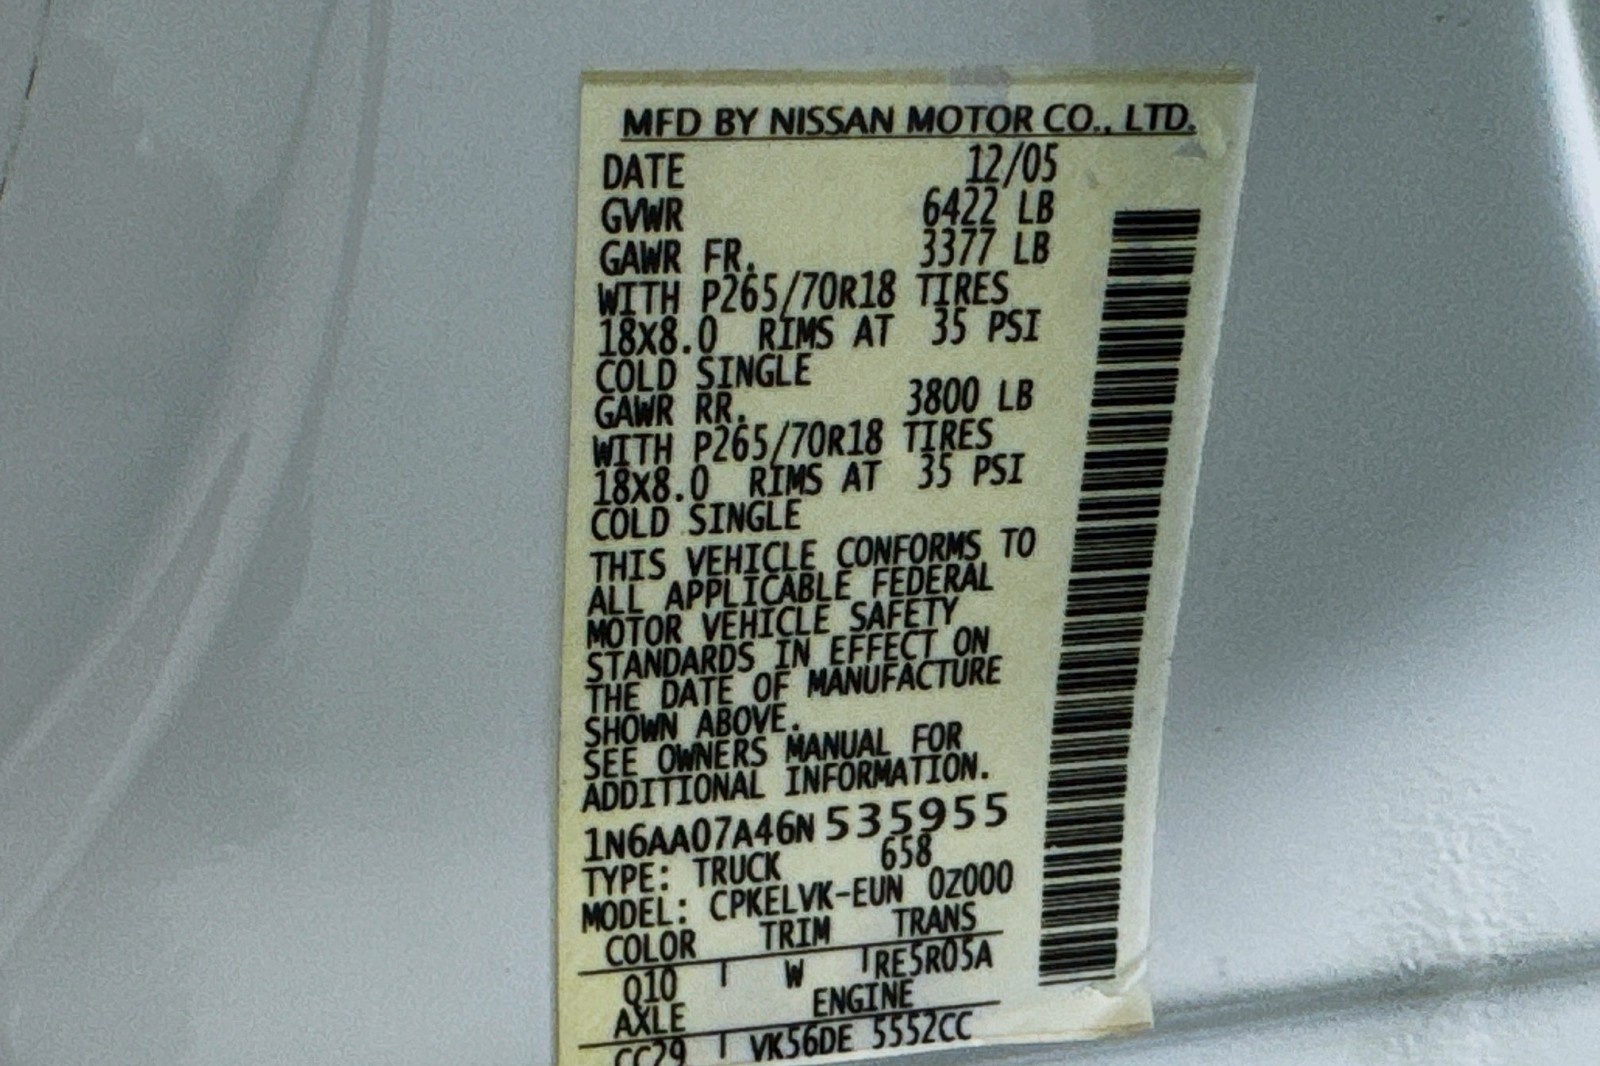 MFD BY NISSAN MOTOR CO., LTD.
DATE 12/05
GVWR 6422 LB
GAWR FR. 3377 LB
WITH P265/70R18 TIRES
18X8.0 RIMS AT 35 PSI
COLD SINGLE
GAWR RR. 3800 LB
WITH P265/70R18 TIRES
18X8.0 RIMS AT 35 PSI
COLD SINGLE
THIS VEHICLE CONFORMS TO
ALL APPLICABLE FEDERAL
MOTOR VEHICLE SAFETY
STANDARDS IN EFFECT ON
THE DATE OF MANUFACTURE
SHOWN ABOVE.
SEE OWNERS MANUAL FOR
ADDITIONAL INFORMATION.
1N6AA07A46N535955
TYPE: TRUCK 658
MODEL: CPKELVK-EUN 0Z000
COLOR TRIM TRANS
Q10 W RE5R05A
AXLE ENGINE
CC29 VK56DE 5552CC